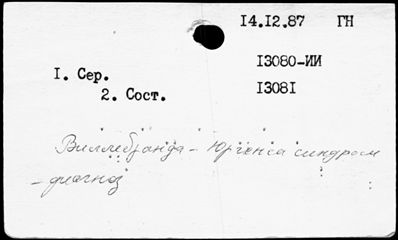 14.12.87 ГН
13080-ИИ
1. Сер.
13081
2. Сост.
Виллебранда - Юргенса синдром
- диагноз